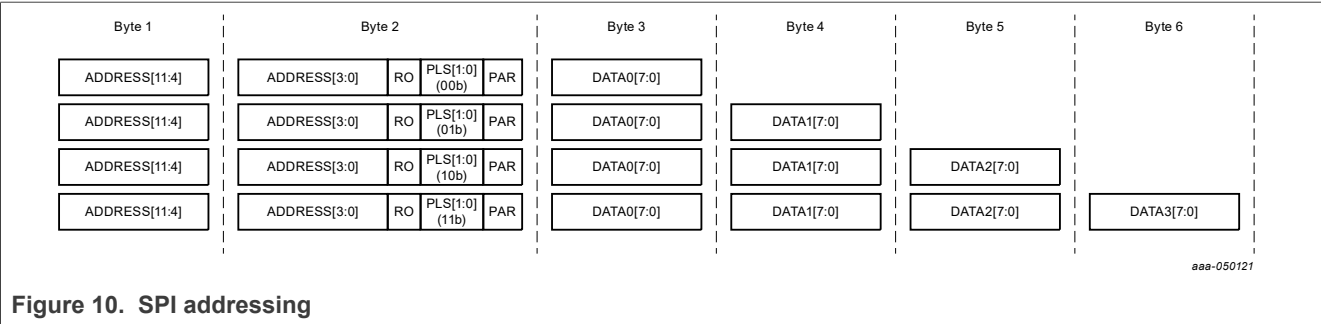 Byte 1 Byte 2 Byte 3 Byte 4 Byte 5 Byte 6
ADDRESS[11:4] ADDRESS[3:0] RO PLS[1:0] (00b) PAR DATA0[7:0]
ADDRESS[11:4] ADDRESS[3:0] RO PLS[1:0] (01b) PAR DATA0[7:0] DATA1[7:0]
ADDRESS[11:4] ADDRESS[3:0] RO PLS[1:0] (10b) PAR DATA0[7:0] DATA1[7:0] DATA2[7:0]
ADDRESS[11:4] ADDRESS[3:0] RO PLS[1:0] (11b) PAR DATA0[7:0] DATA1[7:0] DATA2[7:0] DATA3[7:0]
aaa-050121
Figure 10. SPI addressing